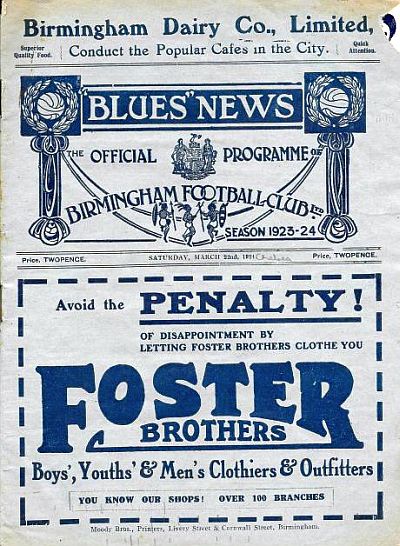 Birmingham Dairy Co., Limited,
Superior Quality Food.
Conduct the Popular Cafes in the City.
Quick Attention.
"BLUES" NEWS
THE OFFICIAL PROGRAMME OF
BIRMINGHAM FOOTBALL·CLUB LTD
SEASON 1923-24
Price, TWOPENCE.
SATURDAY, MARCH 22nd, 1924 Chelsea
Price, TWOPENCE.
Avoid the PENALTY!
OF DISAPPOINTMENT BY
LETTING FOSTER BROTHERS CLOTHE YOU
FOSTER
BROTHERS
Boys', Youths' & Men's Clothiers & Outfitters
YOU KNOW OUR SHOPS! OVER 100 BRANCHES
Moody Bros., Printers, Livery Street & Cornwall Street, Birmingham.